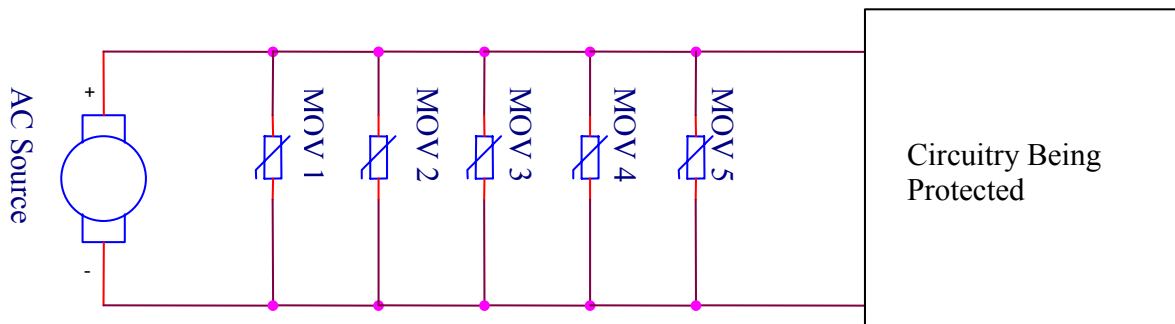 AC Source
+
-
MOV 1
MOV 2
MOV 3
MOV 4
MOV 5
Circuitry Being
Protected